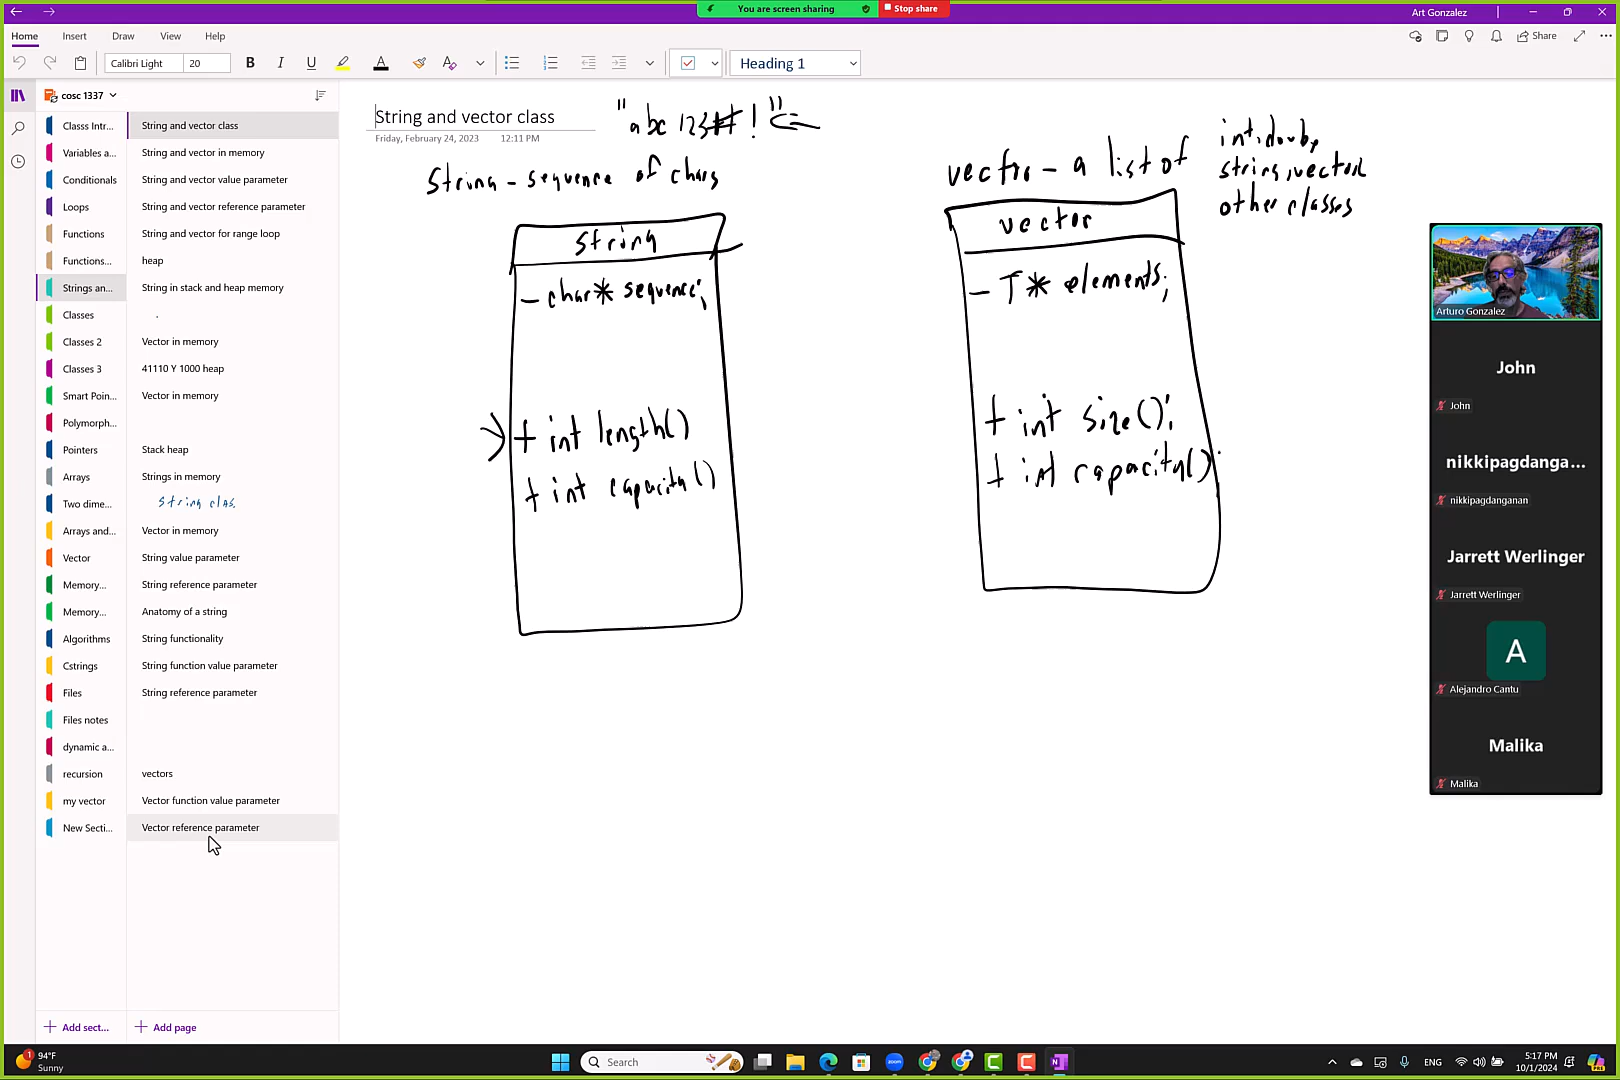 You are screen sharing
Stop share
Art Gonzalez
Home
Insert
Draw
View
Help
Share
Calibri Light
20
B
I
U
A
Heading 1
cosc 1337
Classs Intr...
Variables a...
Conditionals
Loops
Functions
Functions...
Strings an...
Classes
Classes 2
Classes 3
Smart Poin...
Polymorph...
Pointers
Arrays
Two dime...
Arrays and...
Vector
Memory...
Memory...
Algorithms
Cstrings
Files
Files notes
dynamic a...
recursion
my vector
New Secti...
Add sect...
String and vector class
String and vector in memory
String and vector value parameter
String and vector reference parameter
String and vector for range loop
heap
String in stack and heap memory
.
Vector in memory
41110 Y 1000 heap
Vector in memory
Stack heap
Strings in memory
String clas.
Vector in memory
String value parameter
String reference parameter
Anatomy of a string
String functionality
String function value parameter
String reference parameter
vectors
Vector function value parameter
Vector reference parameter
Add page
String and vector class
Friday, February 24, 2023 12:11 PM
"abc 123#!"
String - sequence of chars
string
- char* sequence;
+ int length()
+ int capacity()
vector - a list of
int, doub,
string, vector
other classes
vector
- T* elements;
+ int size();
+ int capacity();
Arturo Gonzalez
John
John
nikkipagdanga...
nikkipagdanganan
Jarrett Werlinger
Jarrett Werlinger
A
Alejandro Cantu
Malika
Malika
1
94°F
Sunny
Search
zoom
ENG
5:17 PM
10/1/2024